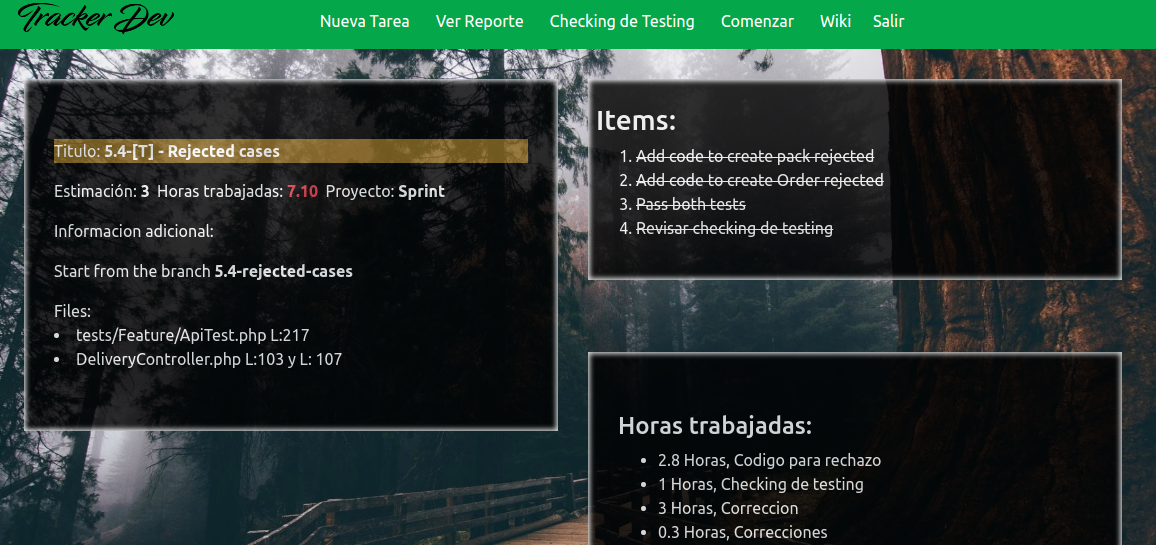 Tracker Dev
Nueva Tarea Ver Reporte Checking de Testing Comenzar Wiki Salir
Titulo: 5.4-[T] - Rejected cases
Estimación: 3 Horas trabajadas: 7.10 Proyecto: Sprint
Informacion adicional:
Start from the branch 5.4-rejected-cases
Files:
• tests/Feature/ApiTest.php L:217
• DeliveryController.php L:103 y L: 107
Items:
1. Add code to create pack rejected
2. Add code to create Order rejected
3. Pass both tests
4. Revisar checking de testing
Horas trabajadas:
• 2.8 Horas, Codigo para rechazo
• 1 Horas, Checking de testing
• 3 Horas, Correccion
• 0.3 Horas, Correcciones